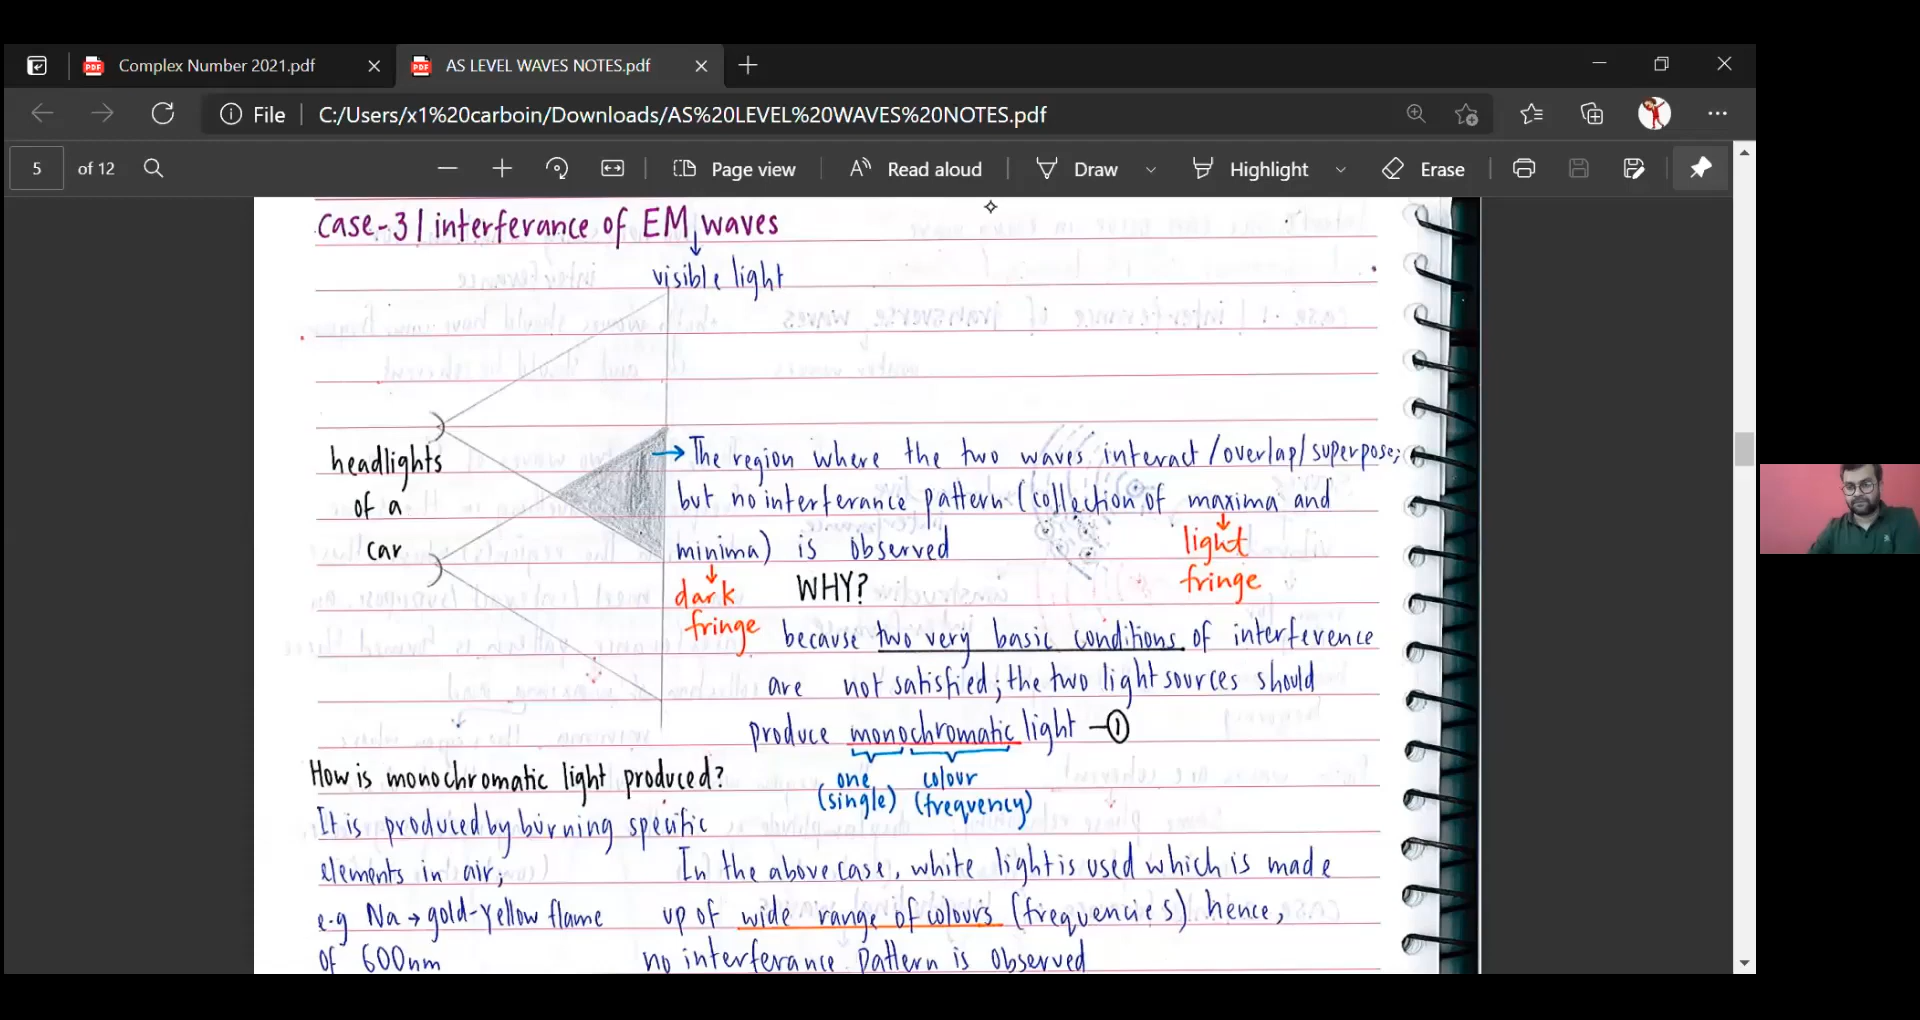 Complex Number 2021.pdf
AS LEVEL WAVES NOTES.pdf
File
C:/Users/x1%20carboin/Downloads/AS%20LEVEL%20WAVES%20NOTES.pdf
5 of 12
Page view
Read aloud
Draw
Highlight
Erase
case-3 | interferance of EM waves
visible light
headlights
of a
car
The region where the two waves interact/overlap/superpose;
but no interferance pattern (collection of maxima and
minima) is observed
light
fringe
dark
fringe
WHY?
because two very basic conditions of interference
are not satisfied; the two light sources should
produce monochromatic light - ①
one colour
(single) (frequency)
How is monochromatic light produced?
It is produced by burning specific
elements in air;
e.g Na → gold-yellow flame
of 600nm
In the above case, white light is used which is made
up of wide range of colours (frequencies) hence,
no interferance pattern is observed